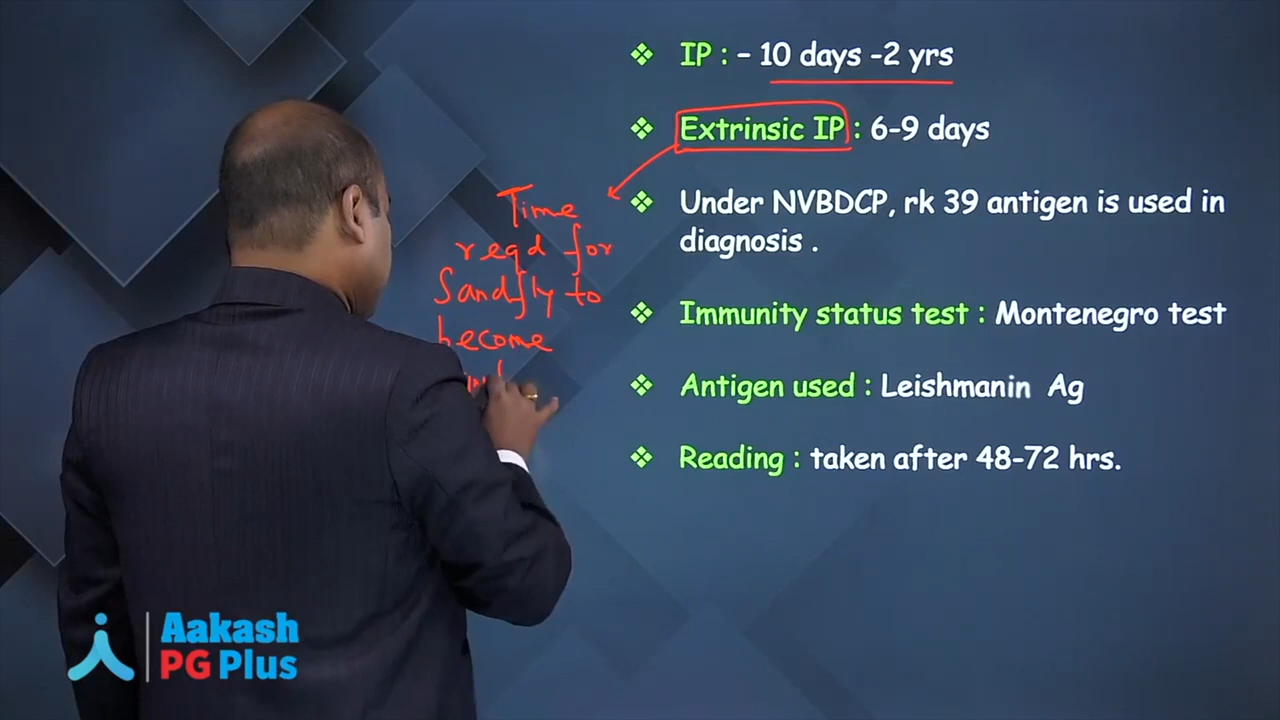 ❖ IP : – 10 days -2 yrs
❖ Extrinsic IP : 6-9 days
❖ Under NVBDCP, rk 39 antigen is used in
diagnosis .
❖ Immunity status test : Montenegro test
❖ Antigen used : Leishmanin Ag
❖ Reading : taken after 48-72 hrs.
Time
reqd for
Sandfly to
become
Aakash
PG Plus